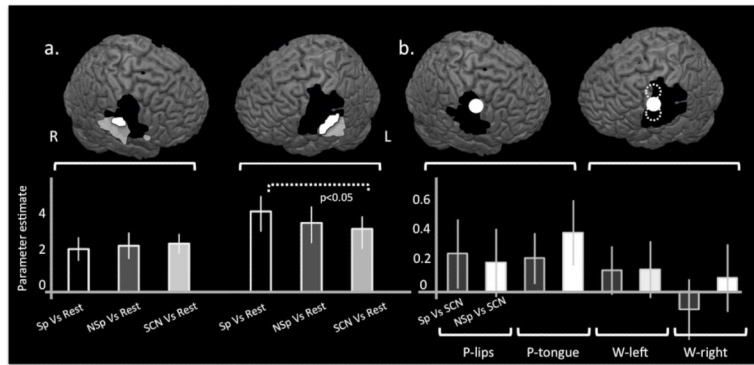 a.
b.
R
L
Parameter estimate
4
2
0
p<0.05
Sp Vs Rest
NSp Vs Rest
SCN Vs Rest
Sp Vs Rest
NSp Vs Rest
SCN Vs Rest
0.6
0.4
0.2
0
Sp Vs SCN
NSp Vs SCN
P-lips
P-tongue
W-left
W-right